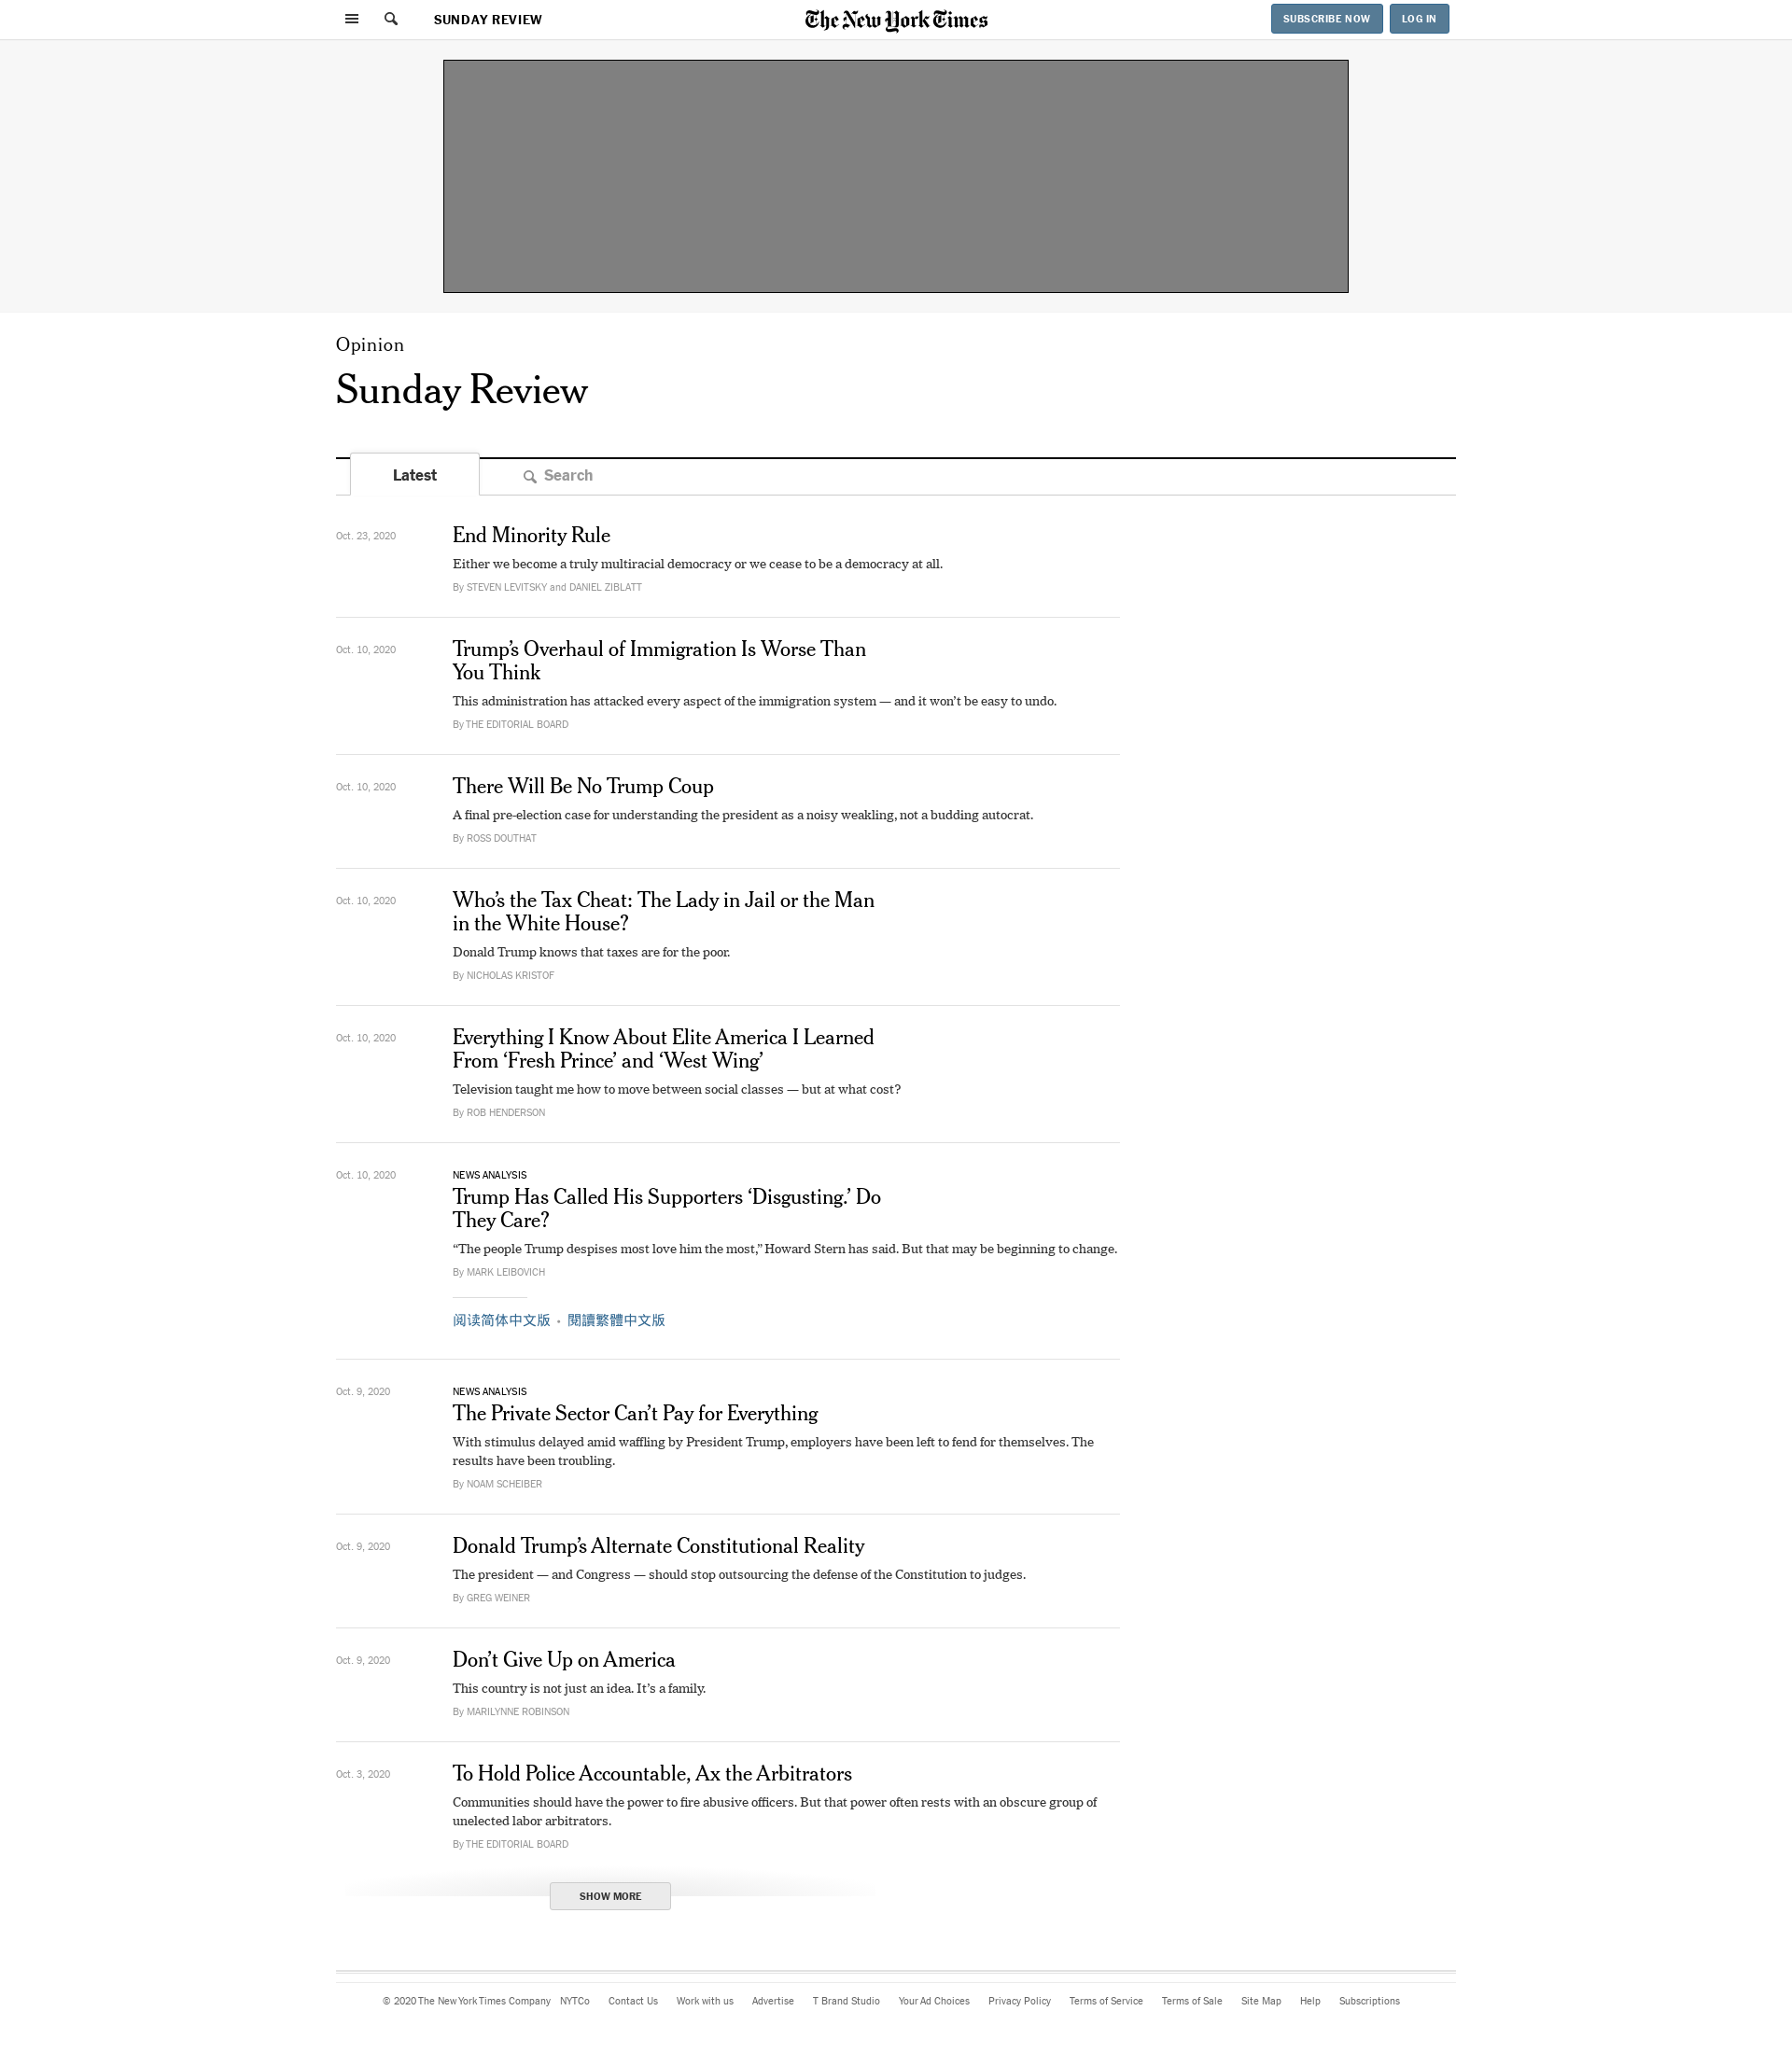 SUNDAY REVIEW
The New York Times
SUBSCRIBE NOW
LOG IN
Opinion
Sunday Review
Latest
Search
Oct. 23, 2020
End Minority Rule
Either we become a truly multiracial democracy or we cease to be a democracy at all.
By STEVEN LEVITSKY and DANIEL ZIBLATT
Oct. 10, 2020
Trump’s Overhaul of Immigration Is Worse Than
You Think
This administration has attacked every aspect of the immigration system — and it won’t be easy to undo.
By THE EDITORIAL BOARD
Oct. 10, 2020
There Will Be No Trump Coup
A final pre-election case for understanding the president as a noisy weakling, not a budding autocrat.
By ROSS DOUTHAT
Oct. 10, 2020
Who’s the Tax Cheat: The Lady in Jail or the Man
in the White House?
Donald Trump knows that taxes are for the poor.
By NICHOLAS KRISTOF
Oct. 10, 2020
Everything I Know About Elite America I Learned
From ‘Fresh Prince’ and ‘West Wing’
Television taught me how to move between social classes — but at what cost?
By ROB HENDERSON
Oct. 10, 2020
NEWS ANALYSIS
Trump Has Called His Supporters ‘Disgusting.’ Do
They Care?
“The people Trump despises most love him the most,” Howard Stern has said. But that may be beginning to change.
By MARK LEIBOVICH
阅读简体中文版 • 閱讀繁體中文版
Oct. 9, 2020
NEWS ANALYSIS
The Private Sector Can’t Pay for Everything
With stimulus delayed amid waffling by President Trump, employers have been left to fend for themselves. The
results have been troubling.
By NOAM SCHEIBER
Oct. 9, 2020
Donald Trump’s Alternate Constitutional Reality
The president — and Congress — should stop outsourcing the defense of the Constitution to judges.
By GREG WEINER
Oct. 9, 2020
Don’t Give Up on America
This country is not just an idea. It’s a family.
By MARILYNNE ROBINSON
Oct. 3, 2020
To Hold Police Accountable, Ax the Arbitrators
Communities should have the power to fire abusive officers. But that power often rests with an obscure group of
unelected labor arbitrators.
By THE EDITORIAL BOARD
SHOW MORE
© 2020 The New York Times Company NYTCo Contact Us Work with us Advertise T Brand Studio Your Ad Choices Privacy Policy Terms of Service Terms of Sale Site Map Help Subscriptions